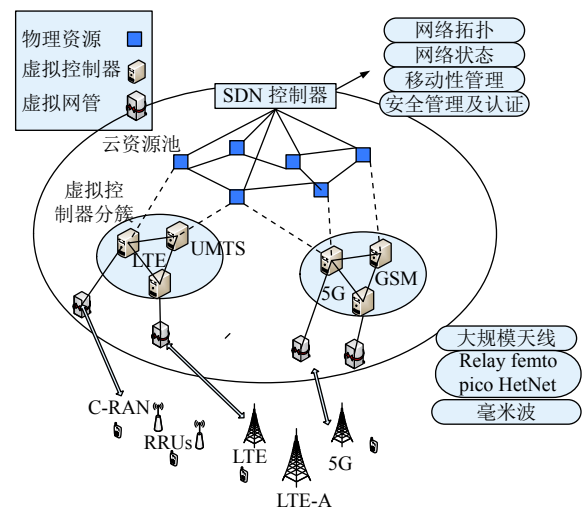 物理资源
虚拟控制器
虚拟网管
网络拓扑
网络状态
移动性管理
安全管理及认证
SDN 控制器
云资源池
虚拟控
制器分簇
UMTS
LTE
5G
GSM
大规模天线
Relay femto
pico HetNet
毫米波
C-RAN
RRUs
LTE
5G
LTE-A